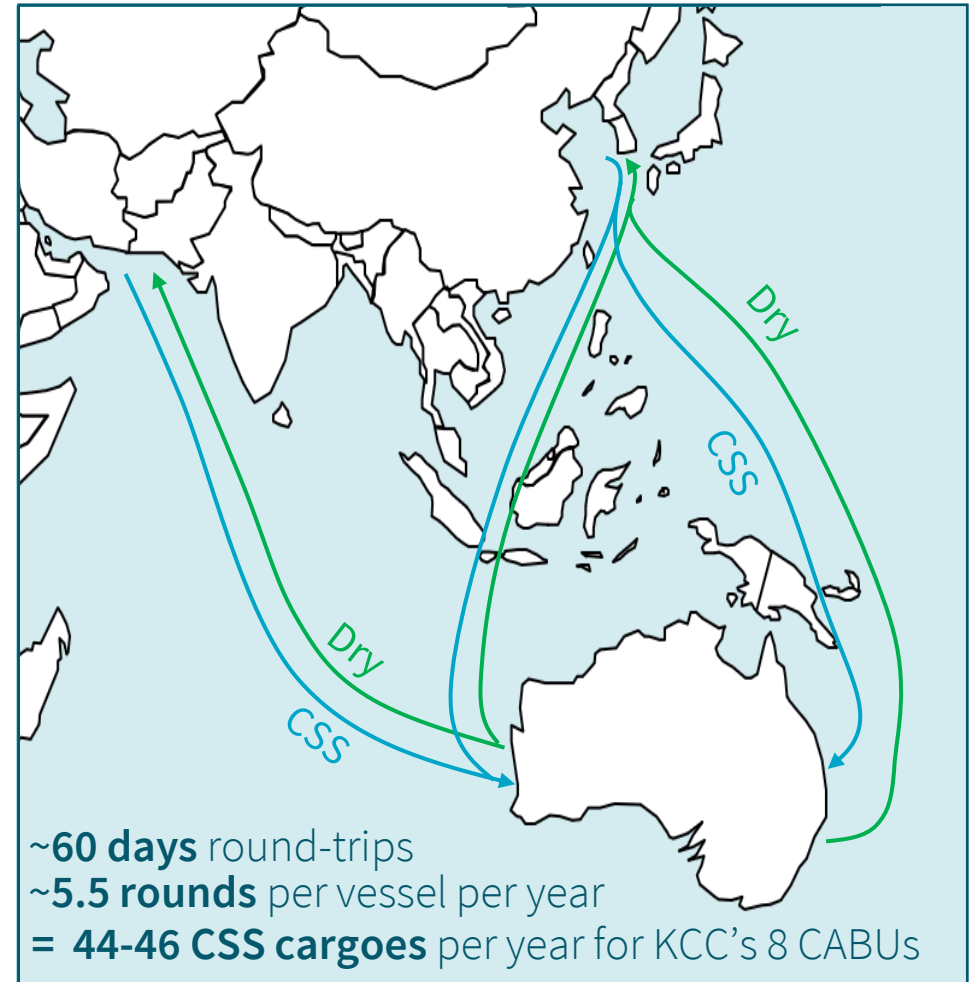 Dry
CSS
Dry
CSS
~60 days round-trips
~5.5 rounds per vessel per year
= 44-46 CSS cargoes per year for KCC's 8 CABUs